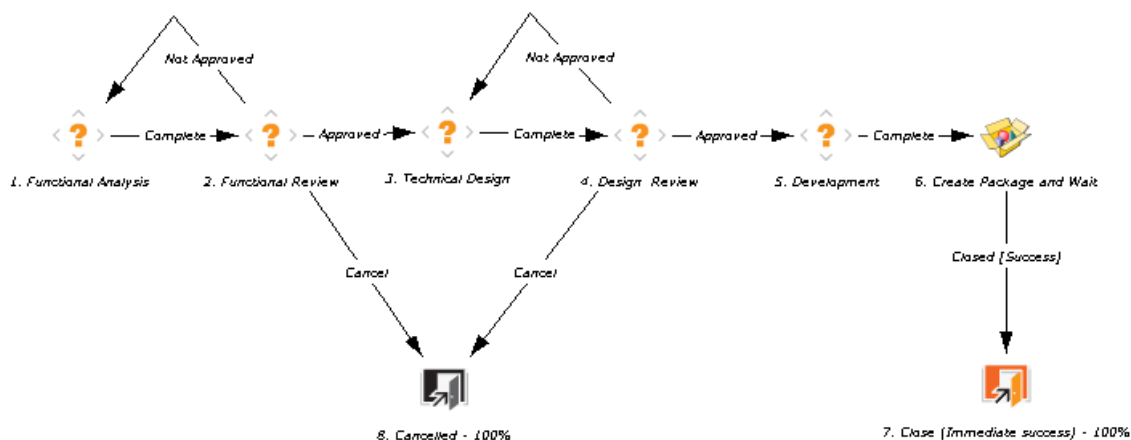 Not Approved
Not Approved
Complete
Approved
Complete
Approved
Complete
1. Functional Analysis
2. Functional Review
3. Technical Design
4. Design Review
5. Development
6. Create Package and Wait
Closed [Success]
Cancel
Cancel
8. Cancelled - 100%
7. Close (Immediate success) - 100%